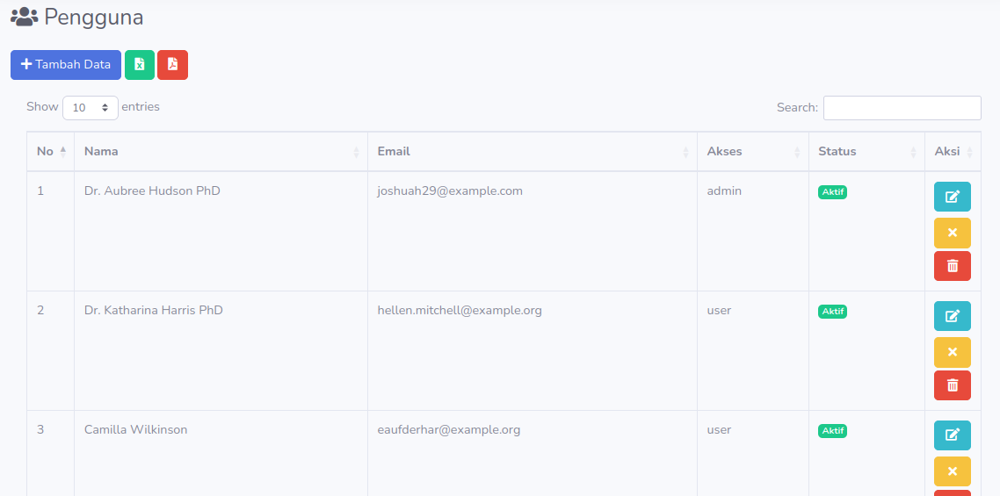 Pengguna
Tambah Data
Show 10 entries
Search:
No Nama Email Akses Status Aksi
1 Dr. Aubree Hudson PhD joshuah29@example.com admin Aktif
2 Dr. Katharina Harris PhD hellen.mitchell@example.org user Aktif
3 Camilla Wilkinson eaufderhar@example.org user Aktif